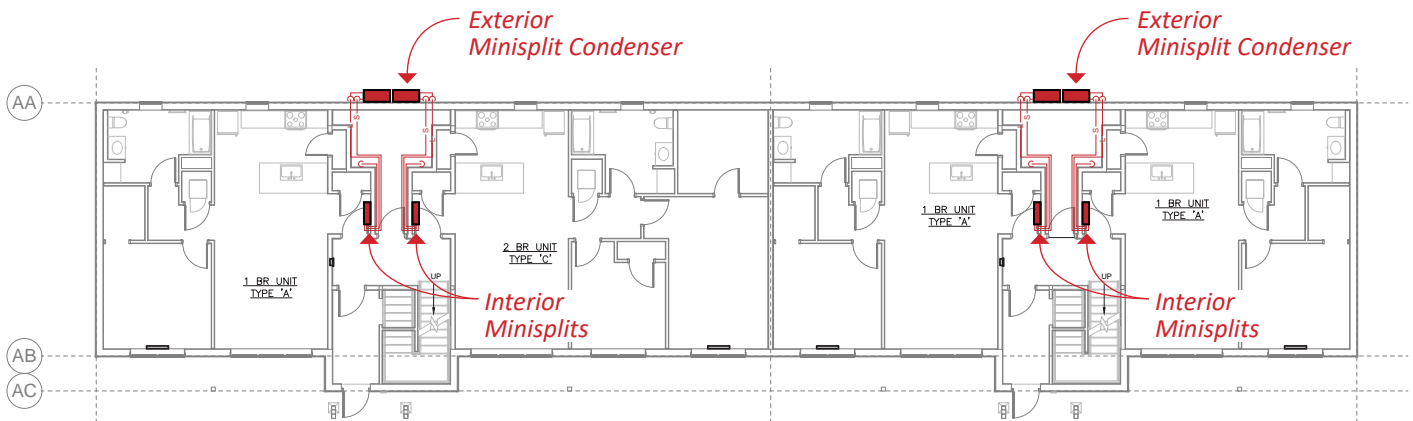 Exterior
Minisplit Condenser
Exterior
Minisplit Condenser
AA
S
L
S
L
1 BR UNIT
TYPE 'A'
1 BR UNIT
TYPE 'A'
2 BR UNIT
TYPE 'C'
1 BR UNIT
TYPE 'A'
UP
UP
Interior
Minisplits
Interior
Minisplits
AB
AC